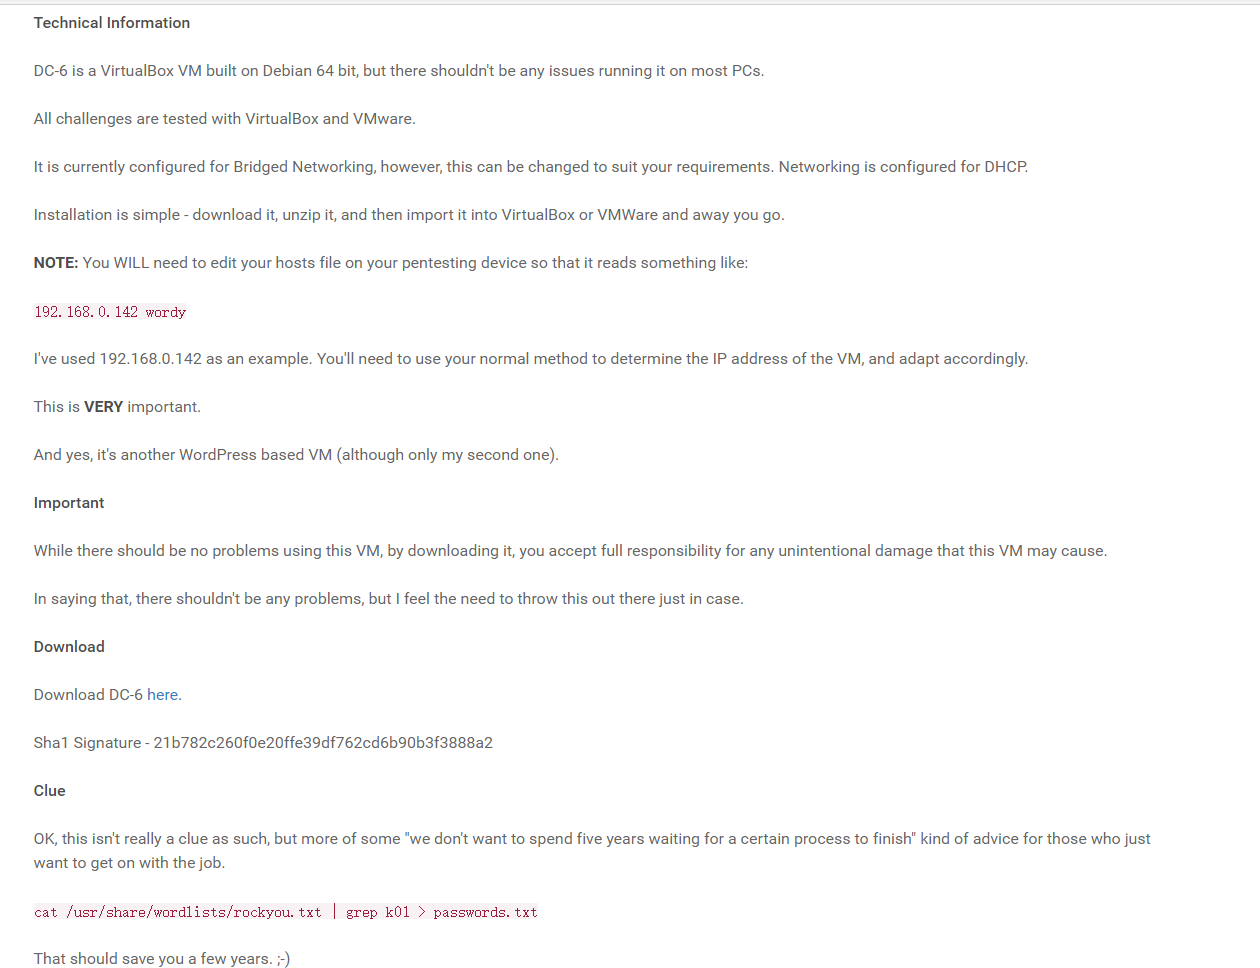 Technical Information
DC-6 is a VirtualBox VM built on Debian 64 bit, but there shouldn't be any issues running it on most PCs.
All challenges are tested with VirtualBox and VMware.
It is currently configured for Bridged Networking, however, this can be changed to suit your requirements. Networking is configured for DHCP.
Installation is simple - download it, unzip it, and then import it into VirtualBox or VMWare and away you go.
NOTE: You WILL need to edit your hosts file on your pentesting device so that it reads something like:
192.168.0.142 wordy
I've used 192.168.0.142 as an example. You'll need to use your normal method to determine the IP address of the VM, and adapt accordingly.
This is VERY important.
And yes, it's another WordPress based VM (although only my second one).
Important
While there should be no problems using this VM, by downloading it, you accept full responsibility for any unintentional damage that this VM may cause.
In saying that, there shouldn't be any problems, but I feel the need to throw this out there just in case.
Download
Download DC-6 here.
Sha1 Signature - 21b782c260f0e20ffe39df762cd6b90b3f3888a2
Clue
OK, this isn't really a clue as such, but more of some "we don't want to spend five years waiting for a certain process to finish" kind of advice for those who just
want to get on with the job.
cat /usr/share/wordlists/rockyou.txt | grep k01 > passwords.txt
That should save you a few years. ;-)